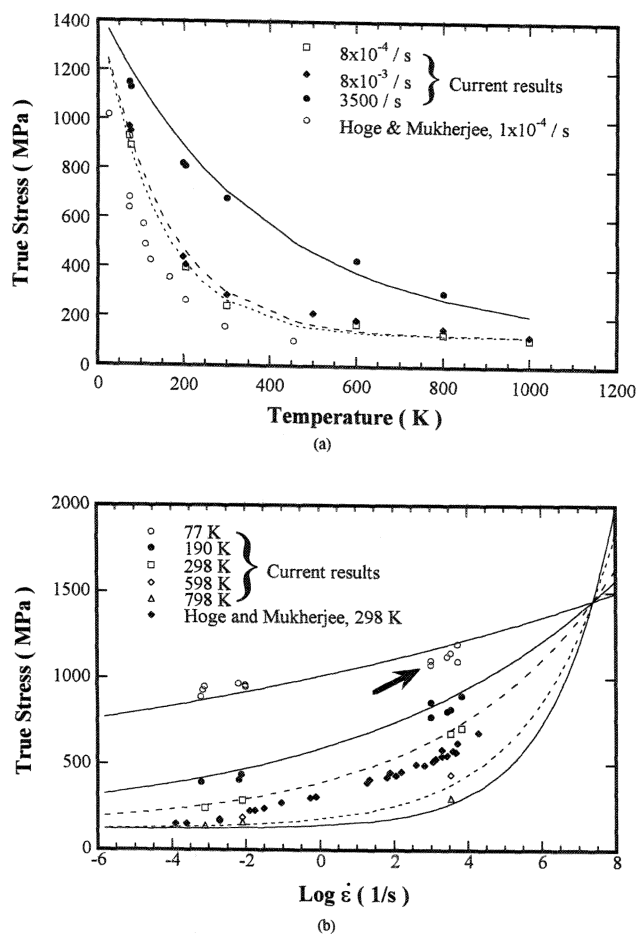 1400
1200
1000
800
600
400
200
0
True Stress ( MPa )
8x10⁻⁴ / s
8x10⁻³ / s
3500 / s
Current results
Hoge & Mukherjee, 1x10⁻⁴ / s
0 200 400 600 800 1000 1200
Temperature ( K )
(a)
2000
1500
1000
500
0
True Stress ( MPa )
77 K
190 K
298 K
598 K
798 K
Current results
Hoge and Mukherjee, 298 K
-6 -4 -2 0 2 4 6 8
Log ε̇ ( 1/s )
(b)